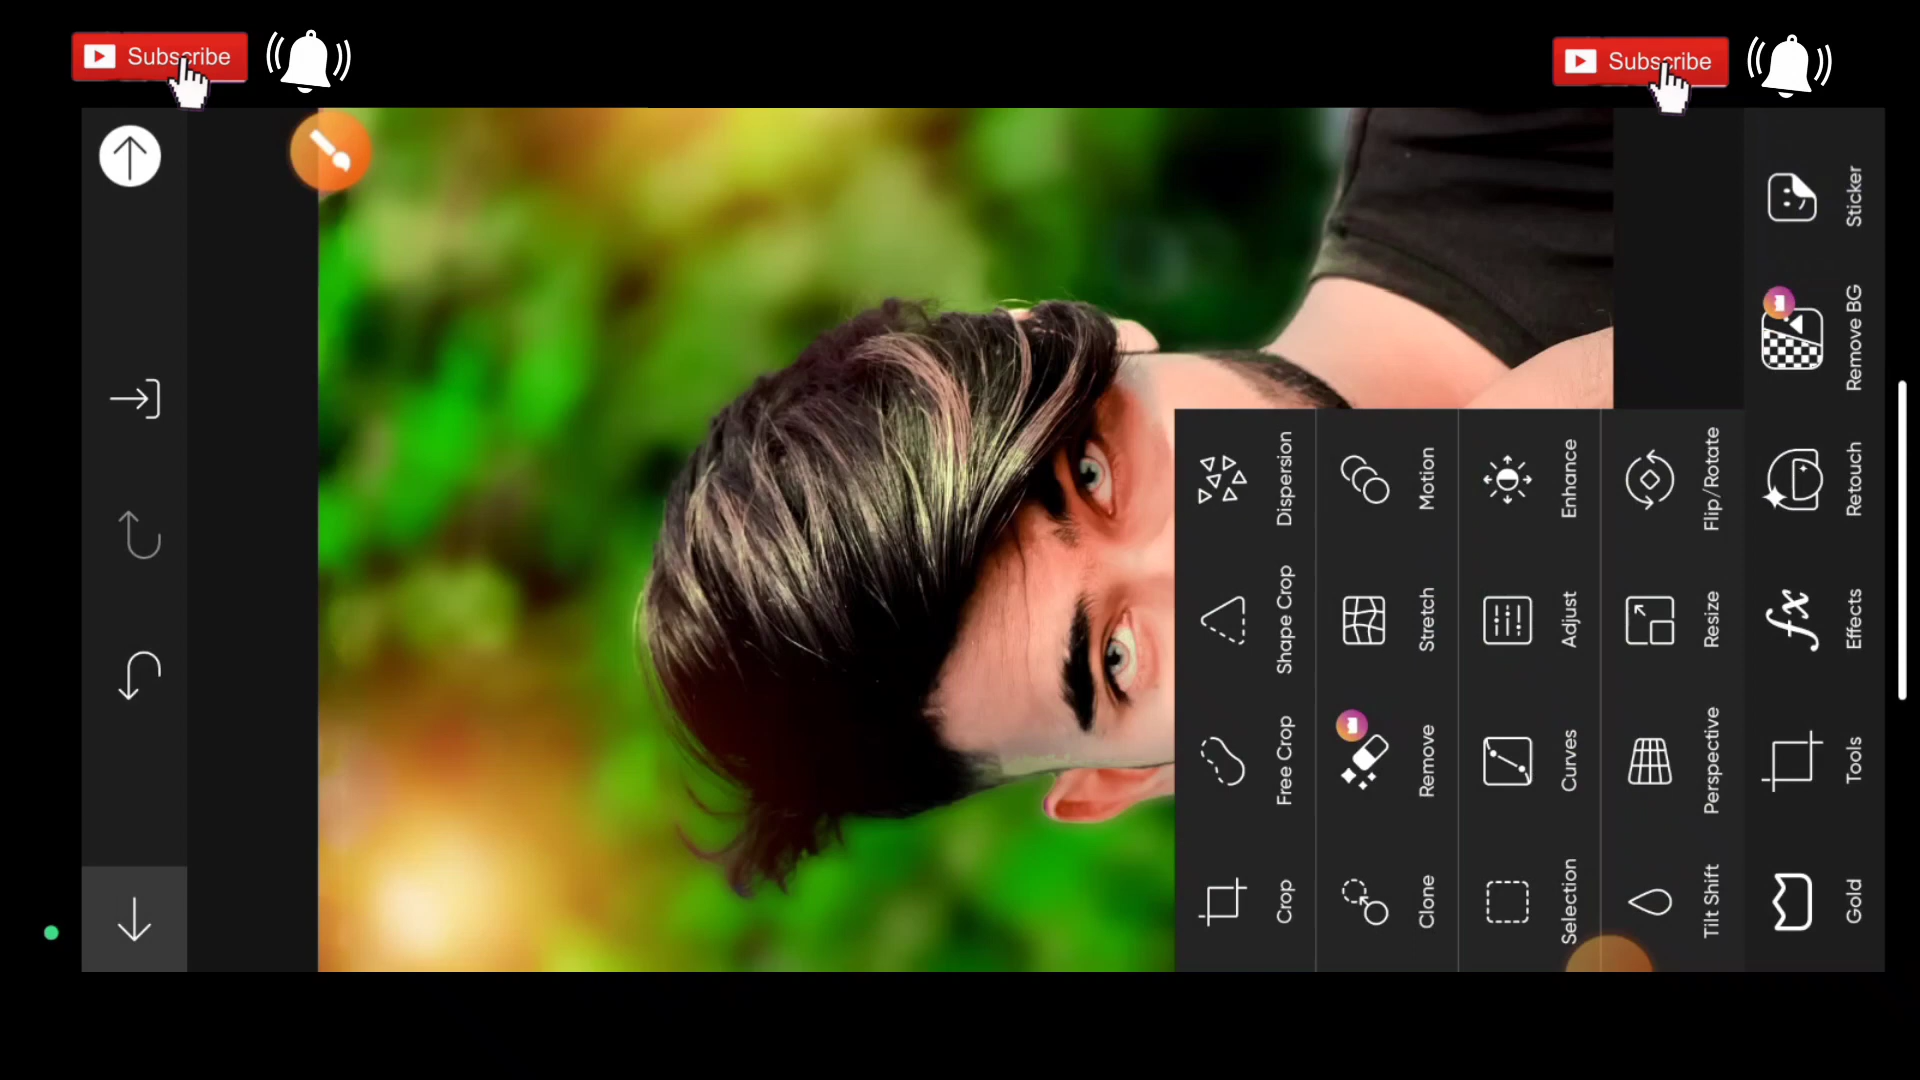 Subscribe
Subscribe
Crop
Free Crop
Shape Crop
Dispersion
Clone
Remove
Stretch
Motion
Selection
Curves
Adjust
Enhance
Tilt Shift
Perspective
Resize
Flip/Rotate
Gold
Tools
fx
Effects
Retouch
Remove BG
Sticker